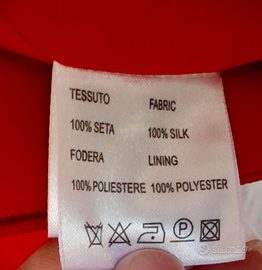 TESSUTO FABRIC
100% SETA 100% SILK
FODERA LINING
100% POLIESTERE 100% POLYESTER
P